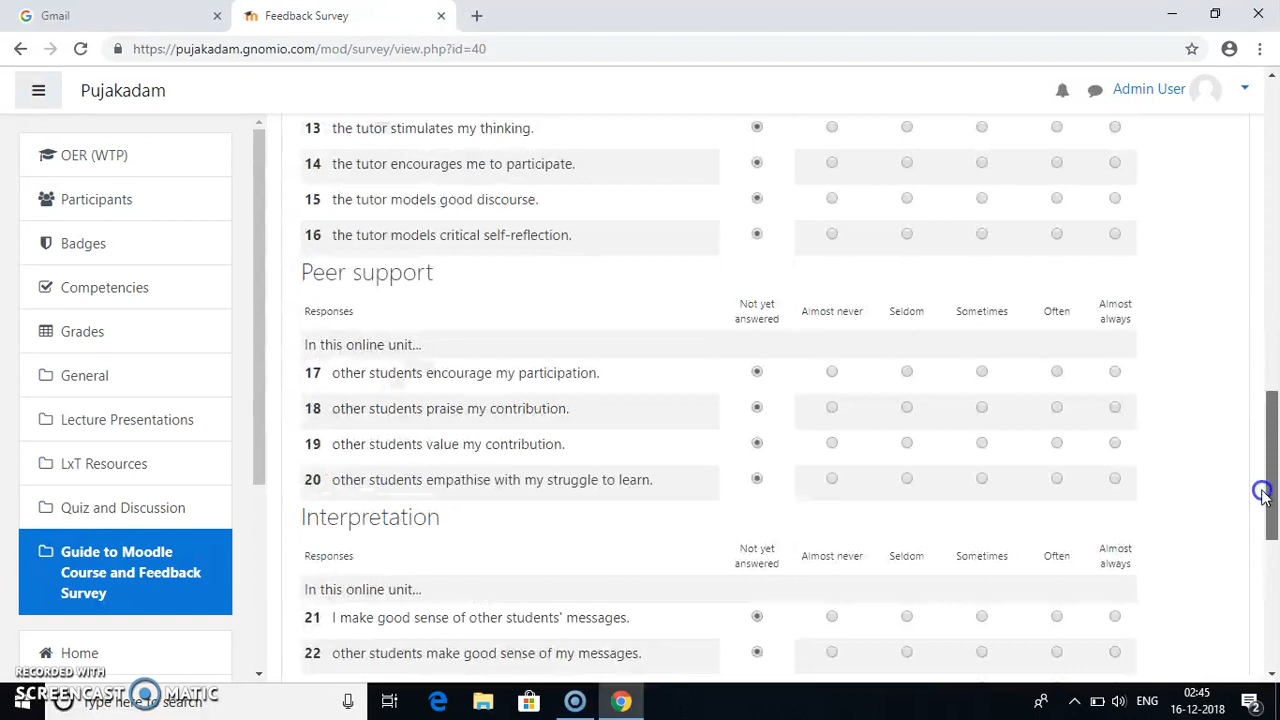 Gmail
Feedback Survey
https://pujakadam.gnomio.com/mod/survey/view.php?id=40
Pujakadam
Admin User
OER (WTP)
Participants
Badges
Competencies
Grades
General
Lecture Presentations
LxT Resources
Quiz and Discussion
Guide to Moodle
Course and Feedback
Survey
Home
13 the tutor stimulates my thinking.
14 the tutor encourages me to participate.
15 the tutor models good discourse.
16 the tutor models critical self-reflection.
Peer support
Responses Not yet answered Almost never Seldom Sometimes Often Almost always
In this online unit...
17 other students encourage my participation.
18 other students praise my contribution.
19 other students value my contribution.
20 other students empathise with my struggle to learn.
Interpretation
Responses Not yet answered Almost never Seldom Sometimes Often Almost always
In this online unit...
21 I make good sense of other students' messages.
22 other students make good sense of my messages.
RECORDED WITH
SCREENCAST MATIC
Type here to search
ENG
02:45
16-12-2018
2